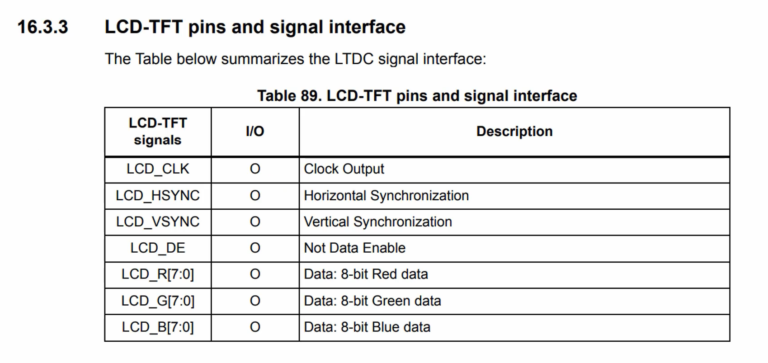 16.3.3 LCD-TFT pins and signal interface
The Table below summarizes the LTDC signal interface:
Table 89. LCD-TFT pins and signal interface
LCD-TFT signals I/O Description
LCD_CLK O Clock Output
LCD_HSYNC O Horizontal Synchronization
LCD_VSYNC O Vertical Synchronization
LCD_DE O Not Data Enable
LCD_R[7:0] O Data: 8-bit Red data
LCD_G[7:0] O Data: 8-bit Green data
LCD_B[7:0] O Data: 8-bit Blue data